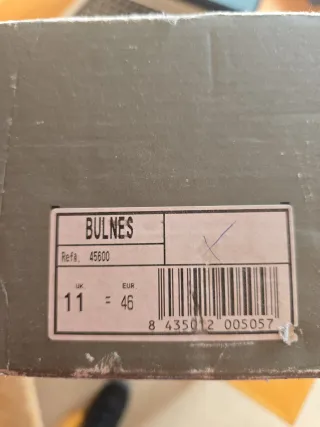 BULNES
Refª. 45600
UK. EUR
11 = 46
8 435012 005057